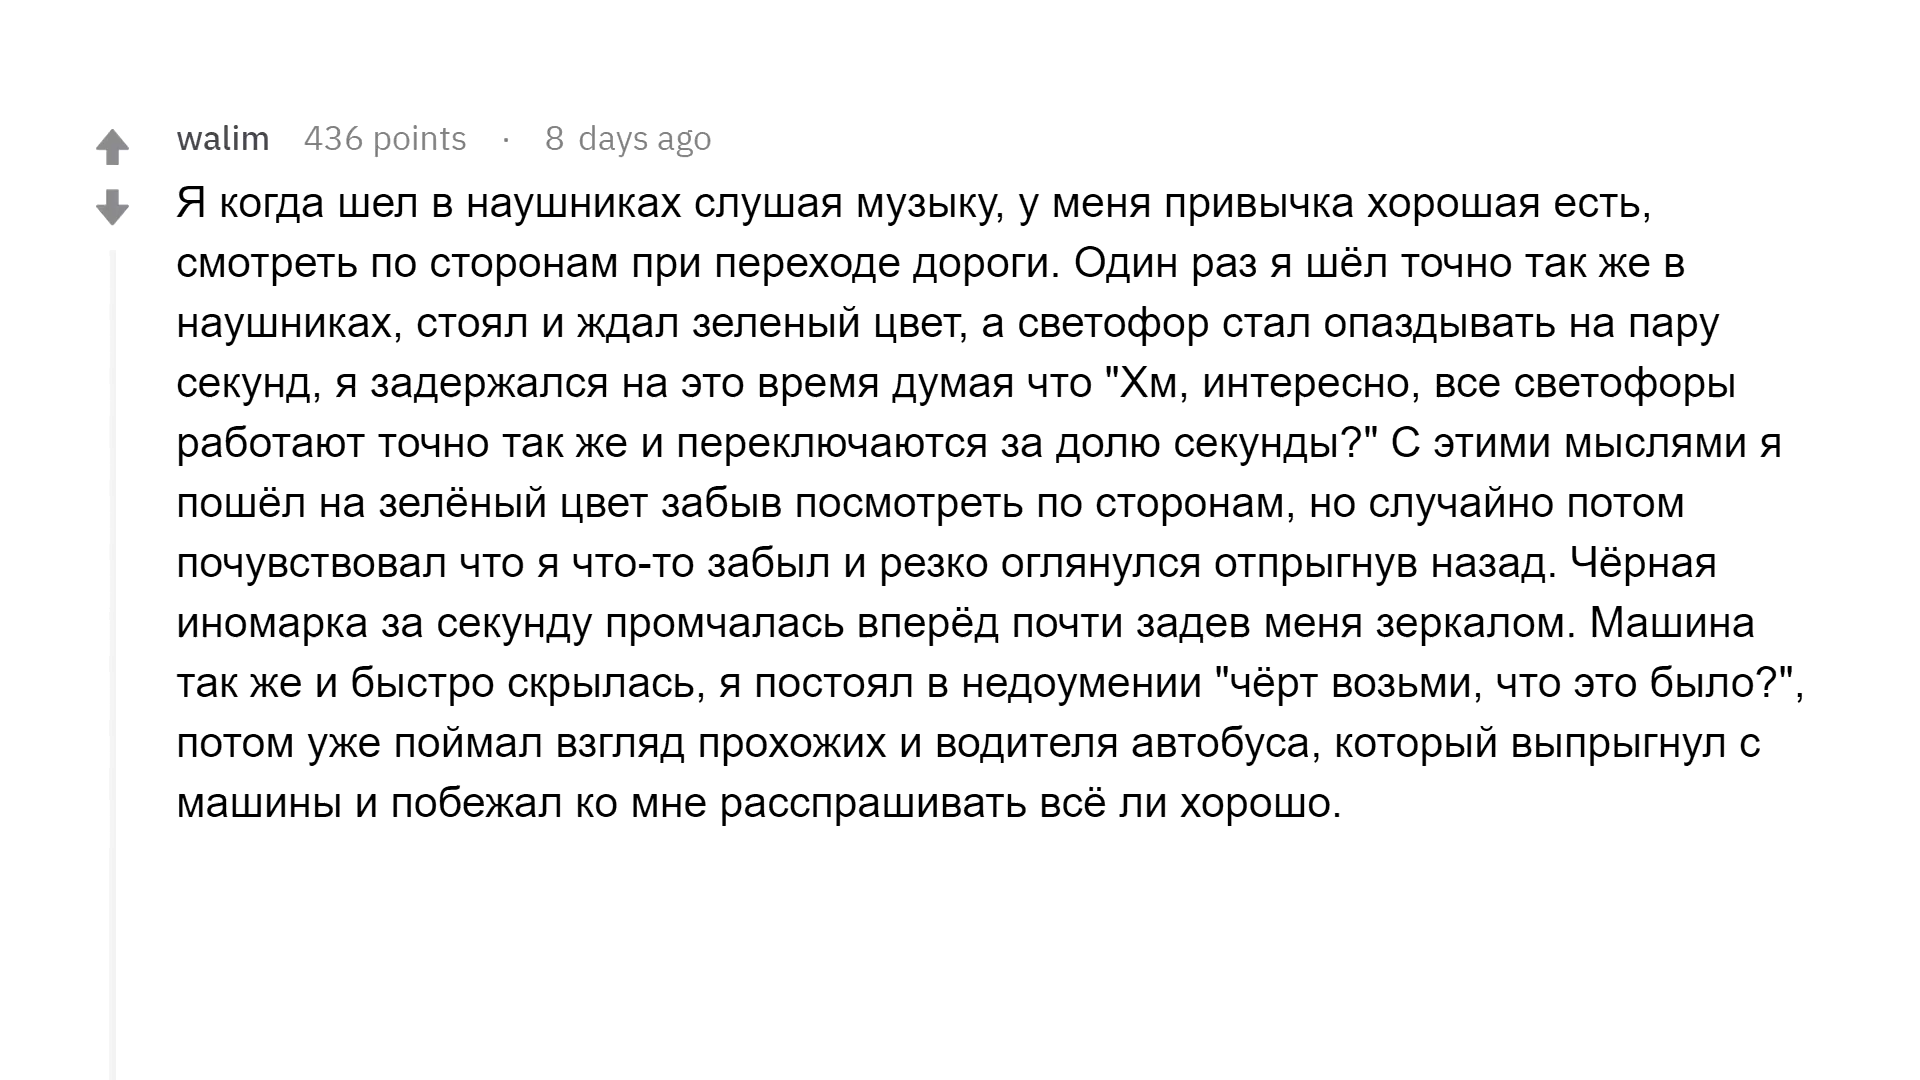 walim 436 points · 8 days ago
Я когда шел в наушниках слушая музыку, у меня привычка хорошая есть,
смотреть по сторонам при переходе дороги. Один раз я шёл точно так же в
наушниках, стоял и ждал зеленый цвет, а светофор стал опаздывать на пару
секунд, я задержался на это время думая что "Хм, интересно, все светофоры
работают точно так же и переключаются за долю секунды?" С этими мыслями я
пошёл на зелёный цвет забыв посмотреть по сторонам, но случайно потом
почувствовал что я что-то забыл и резко оглянулся отпрыгнув назад. Чёрная
иномарка за секунду промчалась вперёд почти задев меня зеркалом. Машина
так же и быстро скрылась, я постоял в недоумении "чёрт возьми, что это было?",
потом уже поймал взгляд прохожих и водителя автобуса, который выпрыгнул с
машины и побежал ко мне расспрашивать всё ли хорошо.